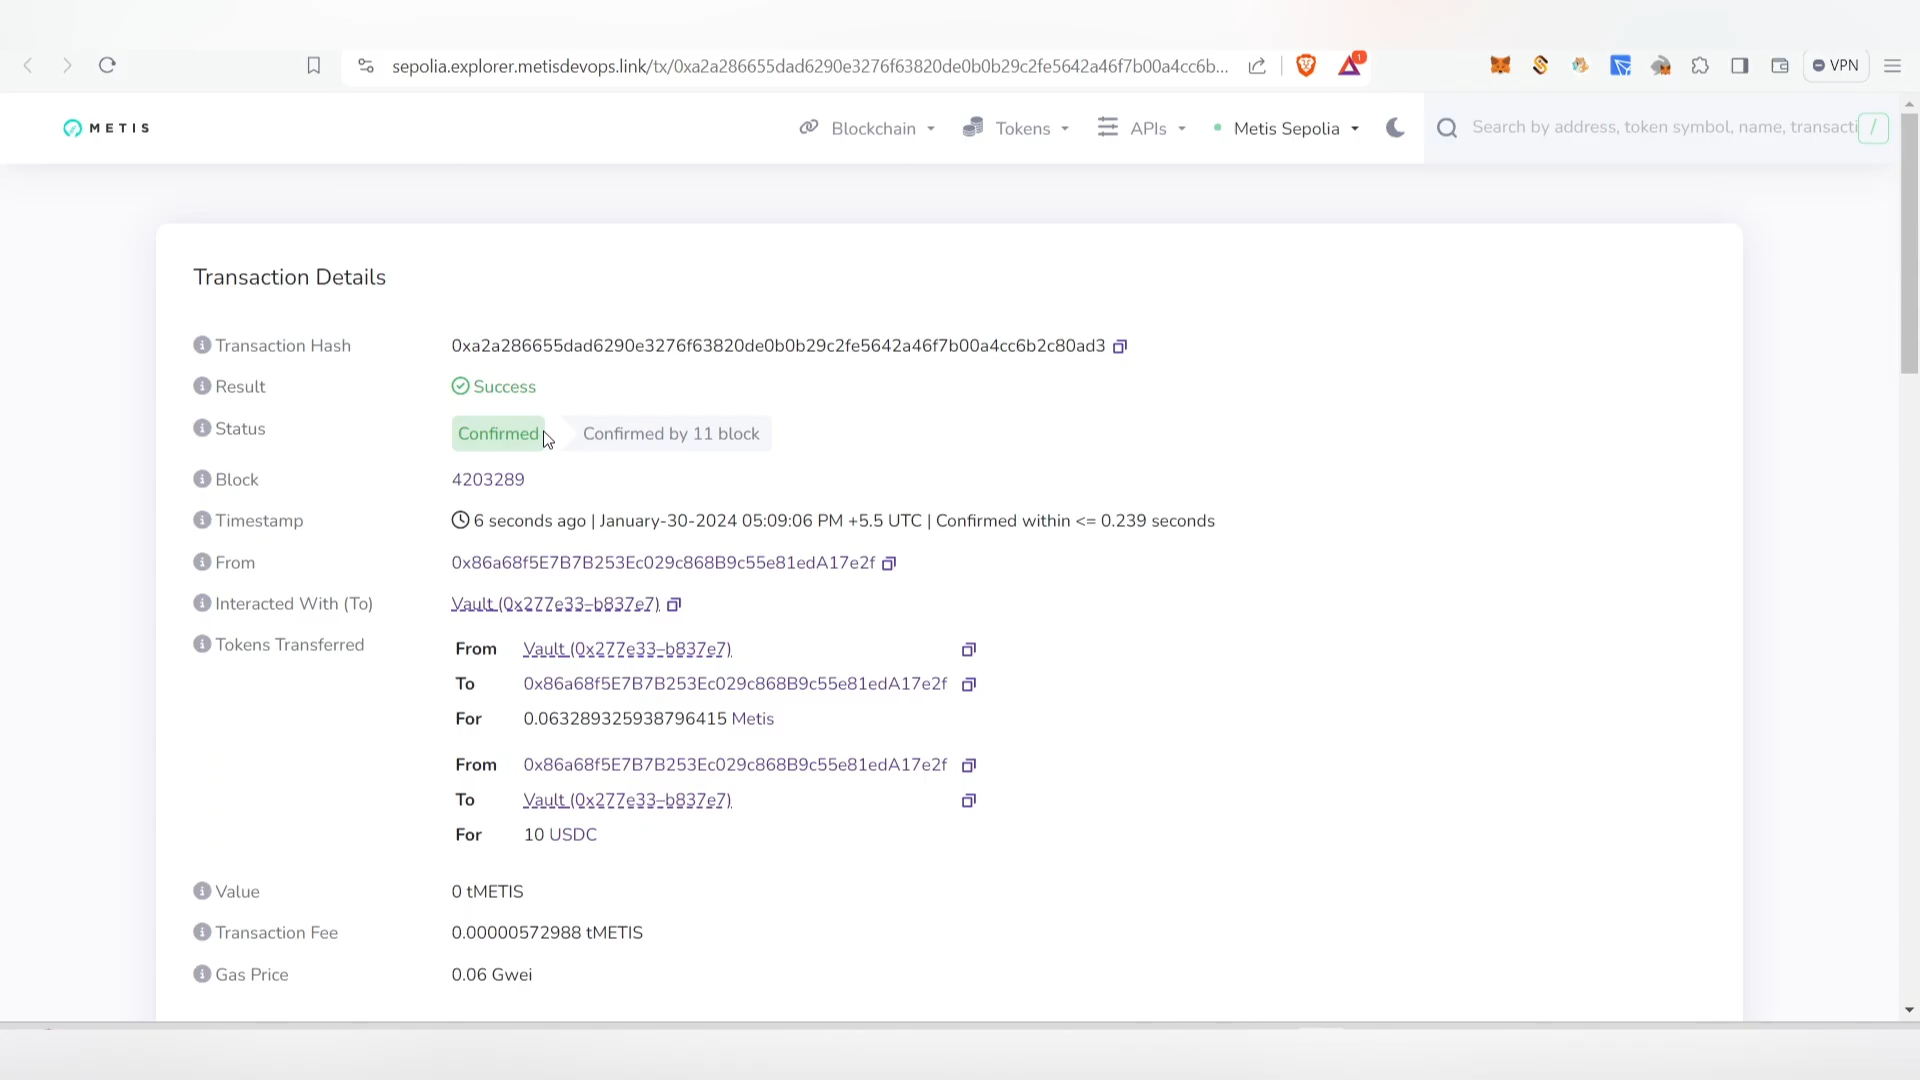 sepolia.explorer.metisdevops.link/tx/0xa2a286655dad6290e3276f63820de0b0b29c2fe5642a46f7b00a4cc6b...
1
VPN
METIS
Blockchain
Tokens
APIs
Metis Sepolia
Search by address, token symbol, name, transacti
/
Transaction Details
Transaction Hash
0xa2a286655dad6290e3276f63820de0b0b29c2fe5642a46f7b00a4cc6b2c80ad3
Result
Success
Status
Confirmed
Confirmed by 11 block
Block
4203289
Timestamp
6 seconds ago | January-30-2024 05:09:06 PM +5.5 UTC | Confirmed within <= 0.239 seconds
From
0x86a68f5E7B7B253Ec029c868B9c55e81edA17e2f
Interacted With (To)
Vault (0x277e33–b837e7)
Tokens Transferred
From Vault (0x277e33–b837e7)
To 0x86a68f5E7B7B253Ec029c868B9c55e81edA17e2f
For 0.063289325938796415 Metis
From 0x86a68f5E7B7B253Ec029c868B9c55e81edA17e2f
To Vault (0x277e33–b837e7)
For 10 USDC
Value
0 tMETIS
Transaction Fee
0.00000572988 tMETIS
Gas Price
0.06 Gwei